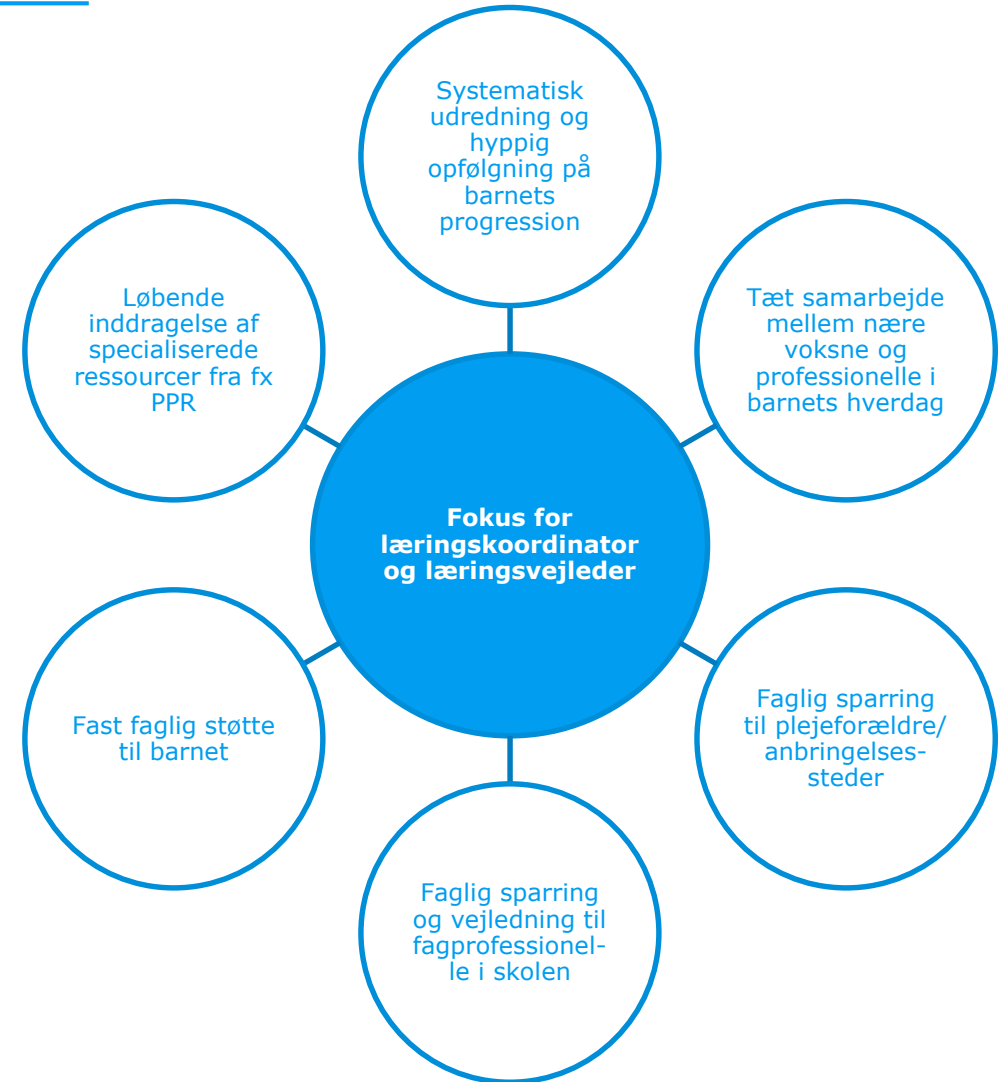 Systematisk
udredning og
hyppig
opfølgning på
barnets
progression
Tæt samarbejde
mellem nære
voksne og
professionelle i
barnets hverdag
Faglig sparring
til plejeforældre/
anbringelses-
steder
Faglig sparring
og vejledning til
fagprofessionel-
le i skolen
Fast faglig støtte
til barnet
Løbende
inddragelse af
specialiserede
ressourcer fra fx
PPR
Fokus for
læringskoordinator
og læringsvejleder